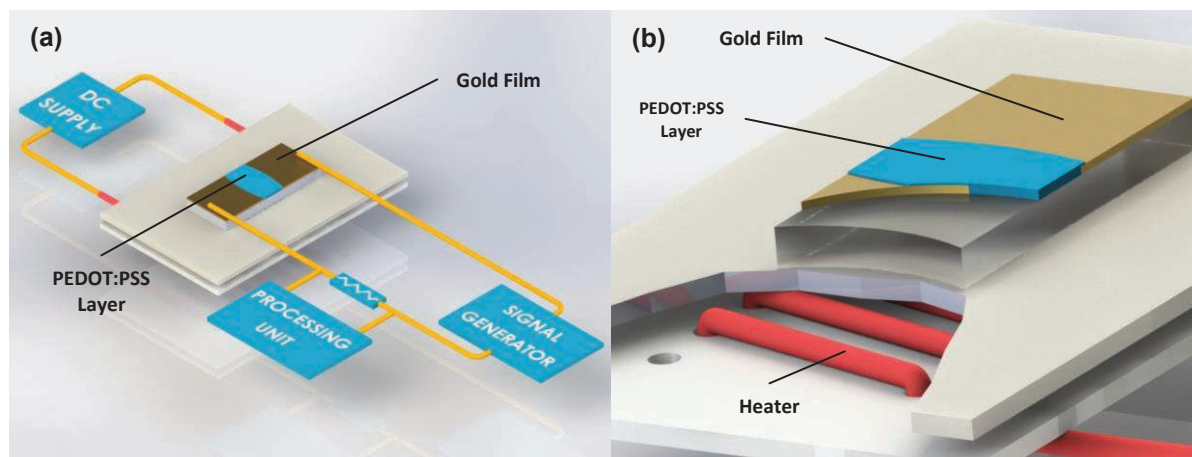 (a)
Gold Film
DC
SUPPLY
PEDOT:PSS
Layer
PROCESSING
UNIT
SIGNAL
GENERATOR
(b)
Gold Film
PEDOT:PSS
Layer
Heater